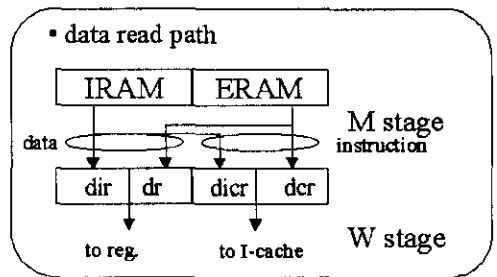 • data read path
IRAM ERAM
M stage
data instruction
dir dr dicr dcr
to reg. to I-cache W stage